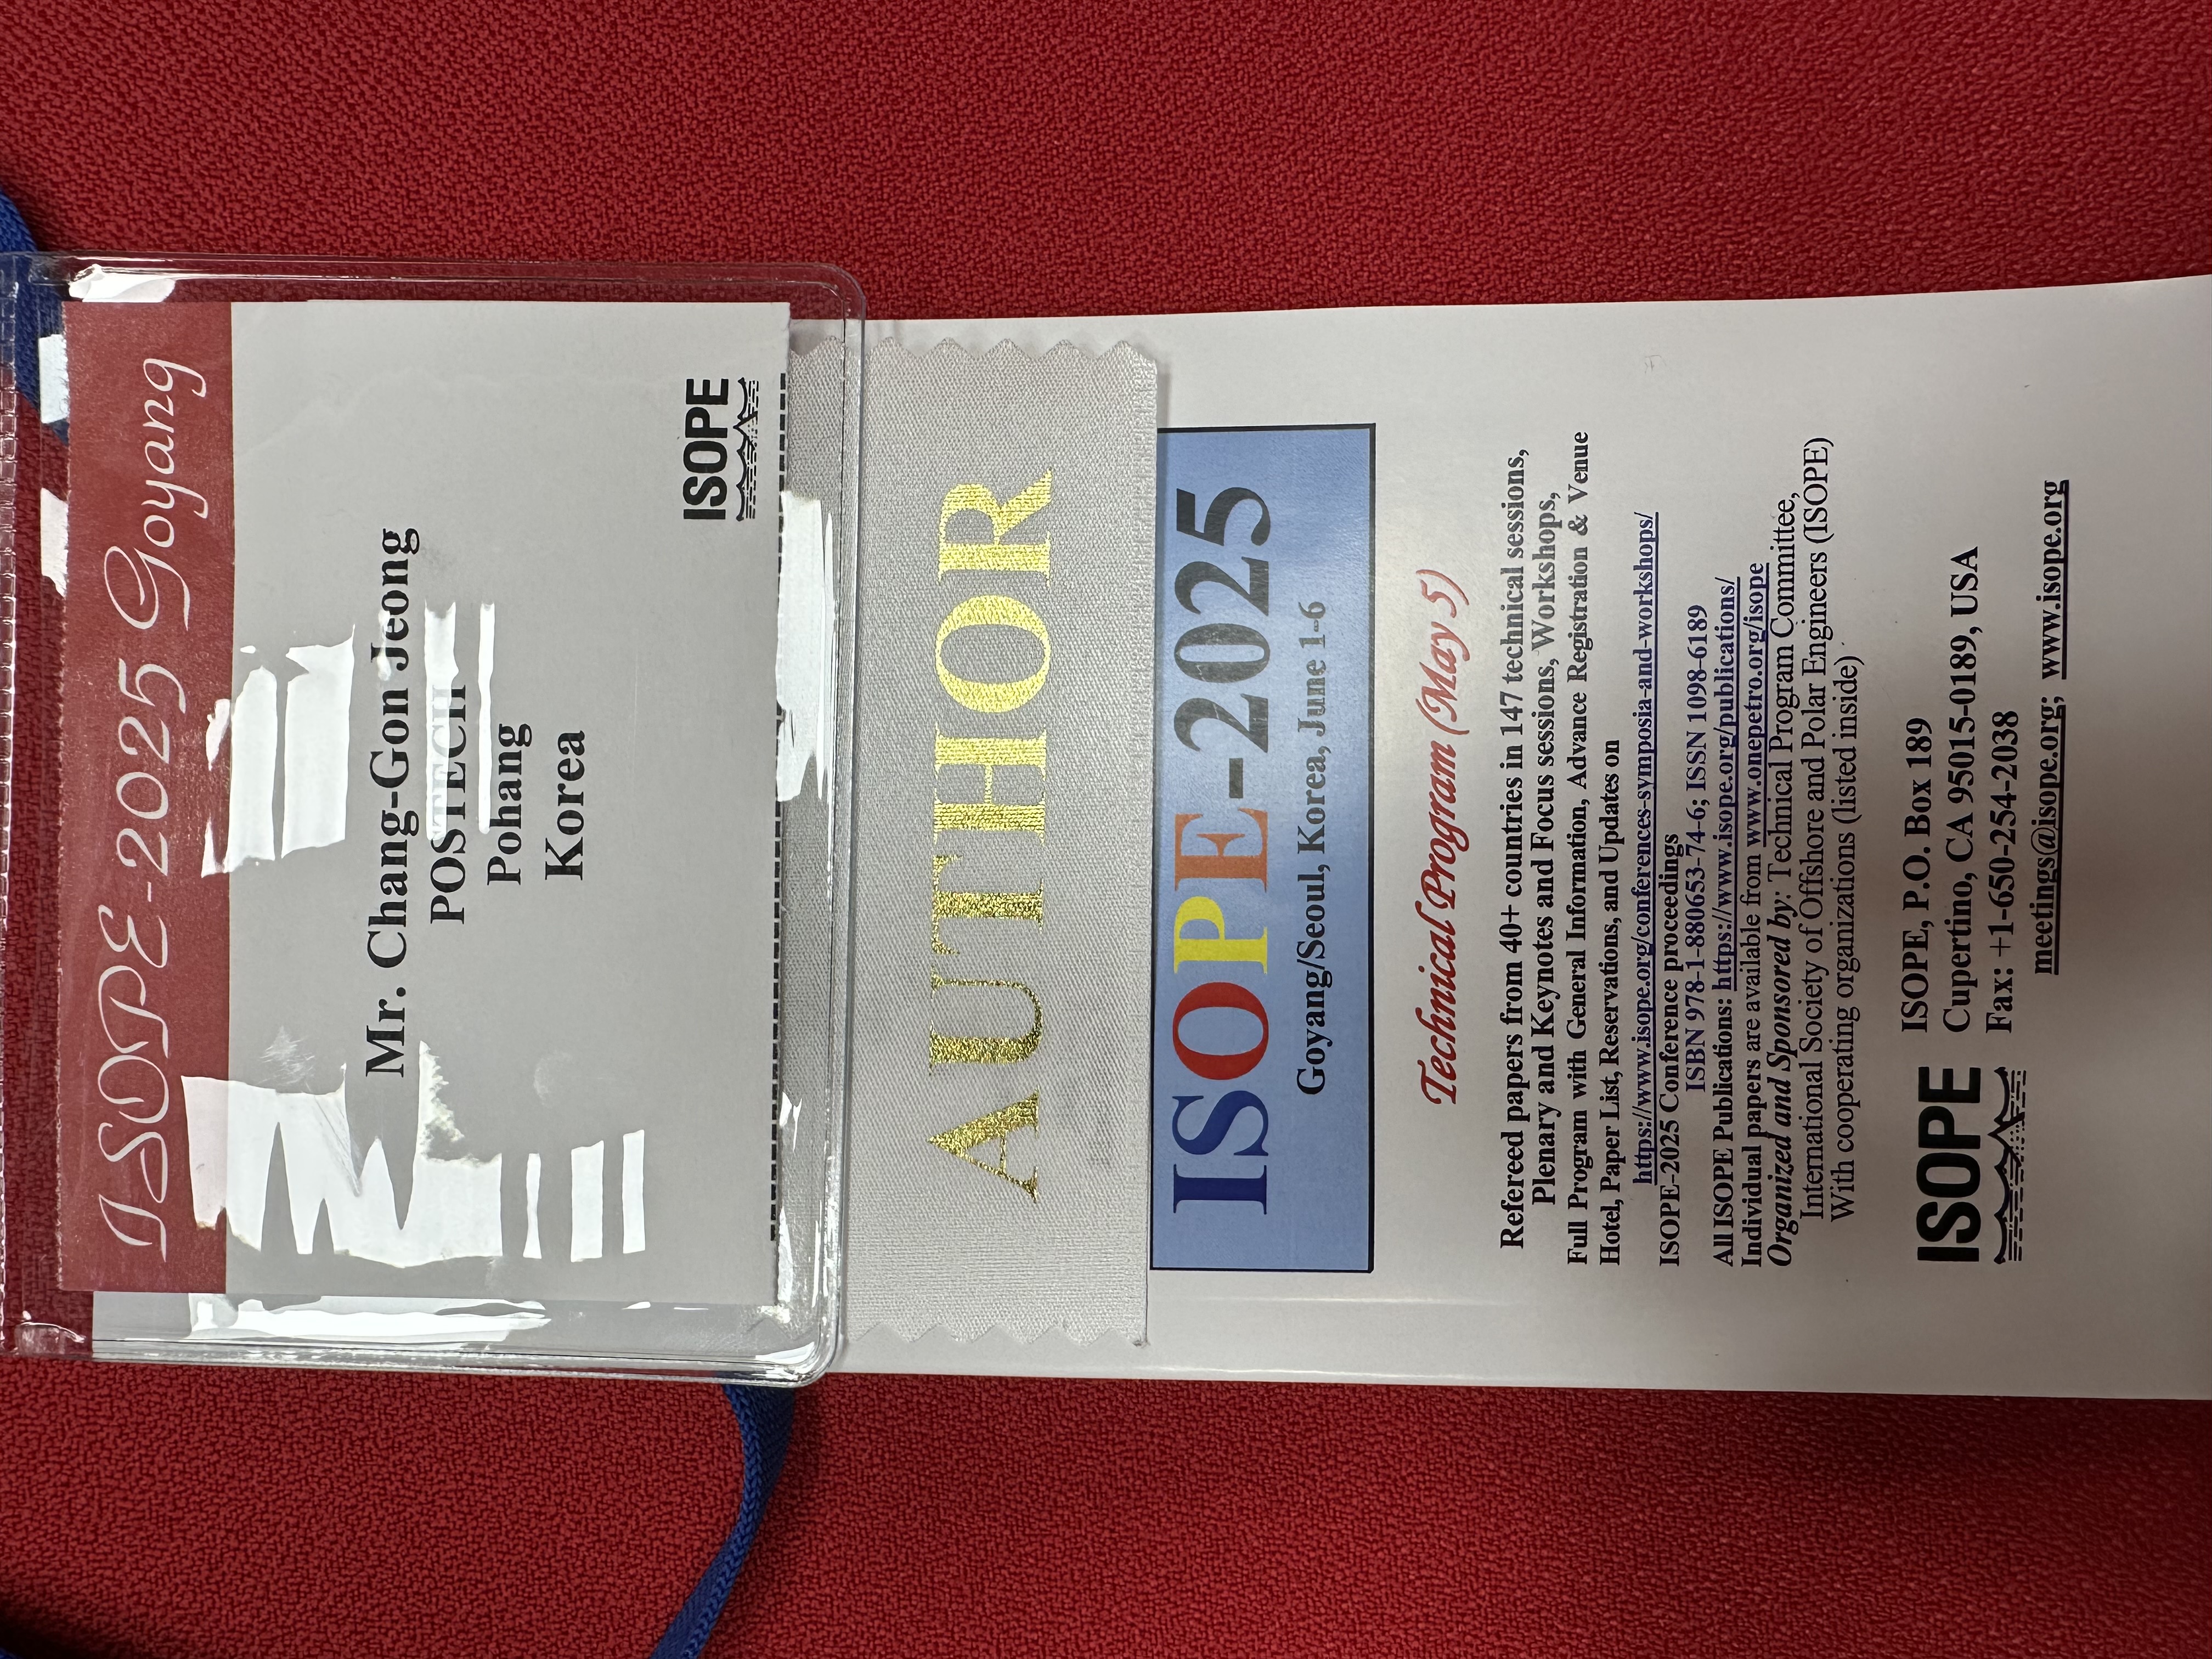 ISOPE-2025 Goyang
Mr. Chang-Gon Jeong
POSTECH
Pohang
Korea
ISOPE
AUTHOR
ISOPE-2025
Goyang/Seoul, Korea, June 1-6
Technical Program (May 5)
Refereed papers from 40+ countries in 147 technical sessions,
Plenary and Keynotes and Focus sessions, Workshops,
Full Program with General Information, Advance Registration & Venue
Hotel, Paper List, Reservations, and Updates on
https://www.isope.org/conferences-symposia-and-workshops/
ISOPE-2025 Conference proceedings
ISBN 978-1-880653-74-6; ISSN 1098-6189
All ISOPE Publications: https://www.isope.org/publications/
Individual papers are available from www.onepetro.org/isope
Organized and Sponsored by: Technical Program Committee,
International Society of Offshore and Polar Engineers (ISOPE)
With cooperating organizations (listed inside)
ISOPE
ISOPE, P.O. Box 189
Cupertino, CA 95015-0189, USA
Fax: +1-650-254-2038
meetings@isope.org; www.isope.org